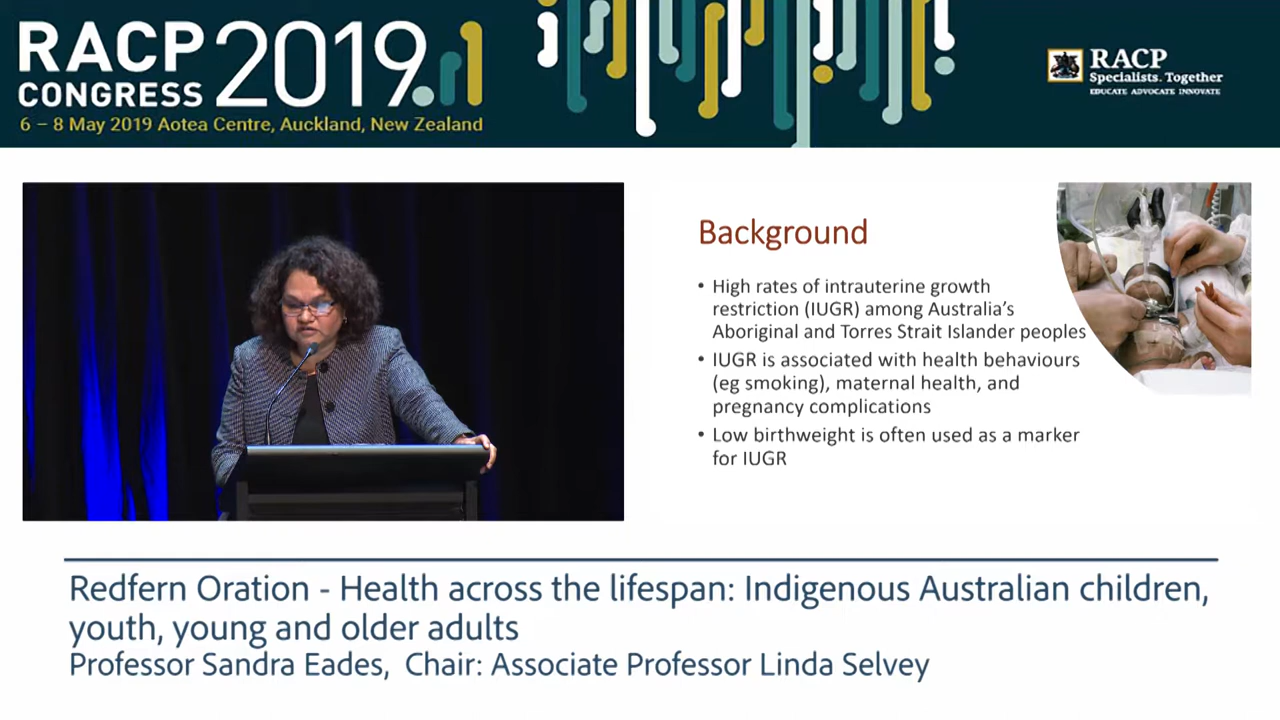 RACP
CONGRESS
2019
6 – 8 May 2019 Aotea Centre, Auckland, New Zealand
RACP
Specialists. Together
EDUCATE ADVOCATE INNOVATE
Background
• High rates of intrauterine growth
restriction (IUGR) among Australia's
Aboriginal and Torres Strait Islander peoples
• IUGR is associated with health behaviours
(eg smoking), maternal health, and
pregnancy complications
• Low birthweight is often used as a marker
for IUGR
Redfern Oration - Health across the lifespan: Indigenous Australian children,
youth, young and older adults
Professor Sandra Eades, Chair: Associate Professor Linda Selvey